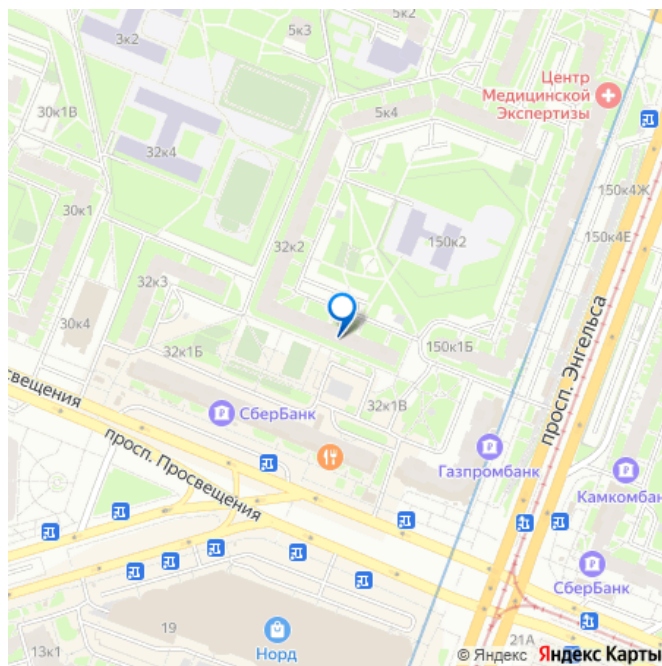 5к2
3к2
5к3
Центр
Медицинской
Экспертизы
30к1В
5к4
32к4
150к4Ж
30к1
32к2
150к2
150к4Е
32к3
30к4
32к1Б
150к1Б
просп. Энгельса
свещения
СберБанк
32к1В
просп. Просвещения
Газпромбанк
Камкомбан
СберБанк
19
Норд
13к1
21А
© Яндекс Яндекс Карты